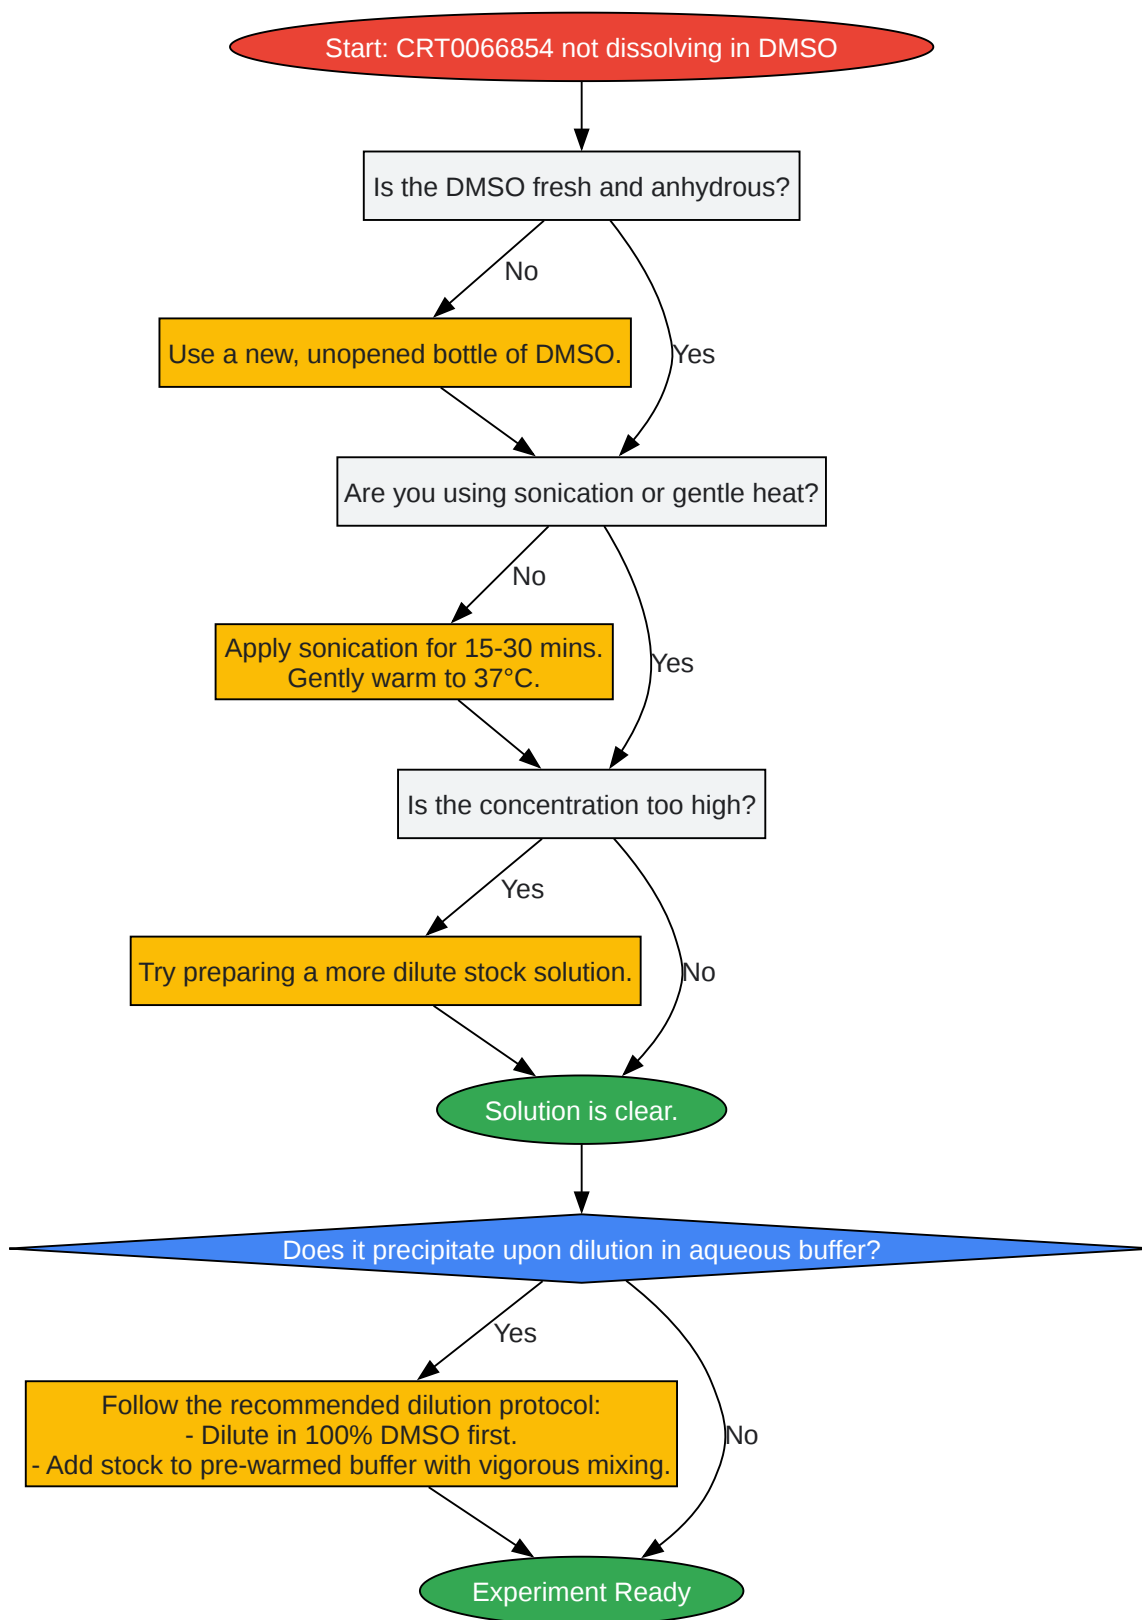 Start: CRT0066854 not dissolving in DMSO
Is the DMSO fresh and anhydrous?
No
Use a new, unopened bottle of DMSO.
Yes
Are you using sonication or gentle heat?
No
Apply sonication for 15-30 mins.
Gently warm to 37°C.
Yes
Is the concentration too high?
Yes
Try preparing a more dilute stock solution.
No
Solution is clear.
Does it precipitate upon dilution in aqueous buffer?
Yes
Follow the recommended dilution protocol:
- Dilute in 100% DMSO first.
- Add stock to pre-warmed buffer with vigorous mixing.
No
Experiment Ready